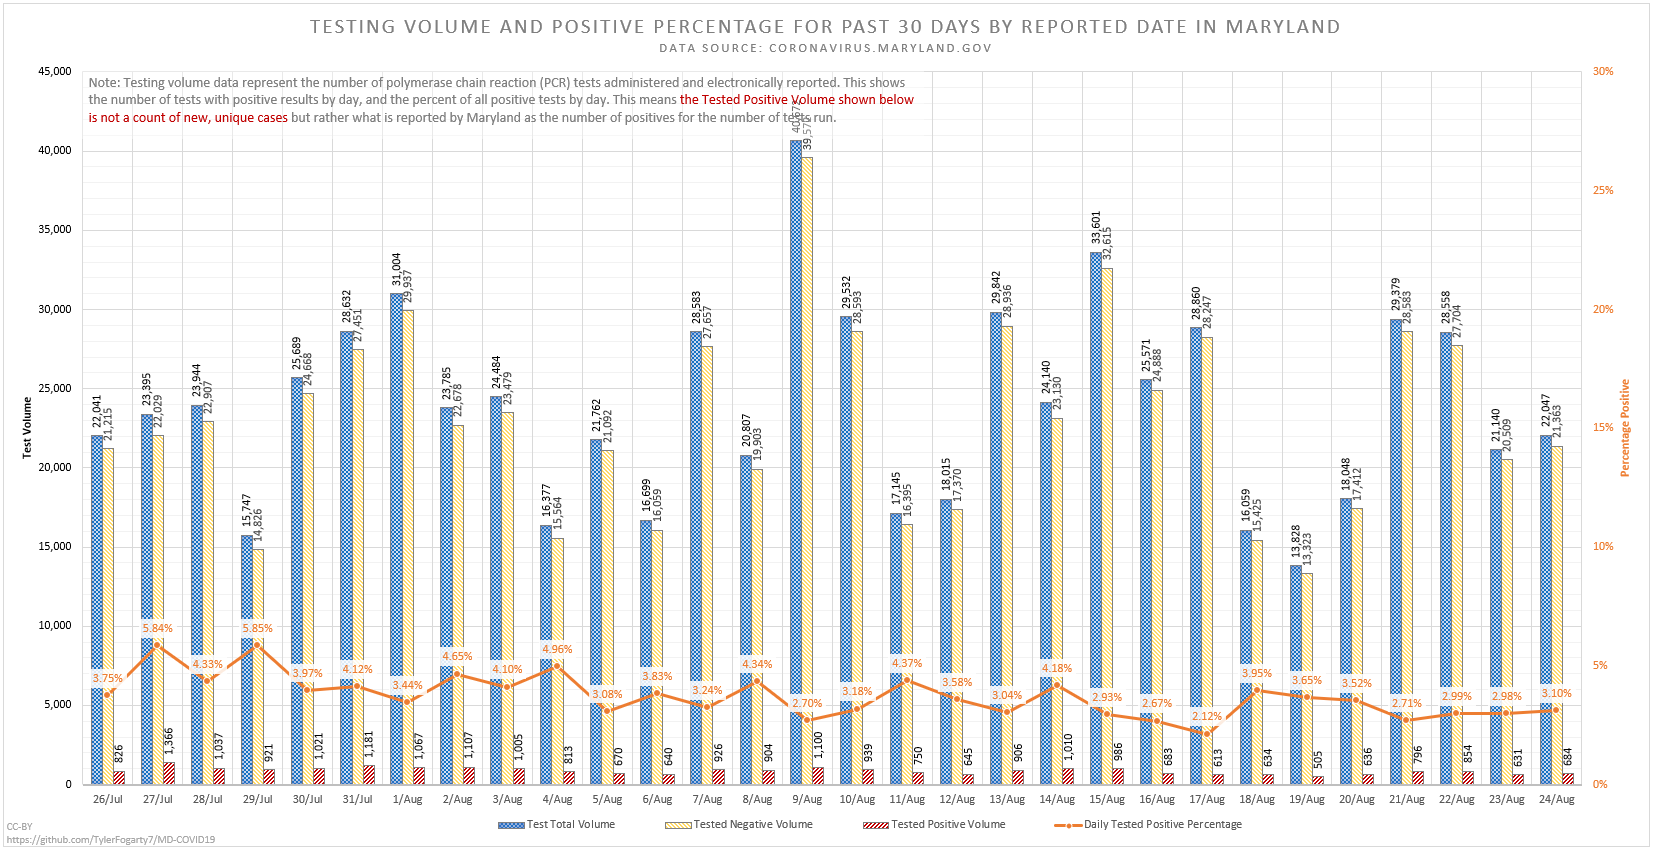 TESTING VOLUME AND POSITIVE PERCENTAGE FOR PAST 30 DAYS BY REPORTED DATE IN MARYLAND
DATA SOURCE: CORONAVIRUS.MARYLAND.GOV
Note: Testing volume data represent the number of polymerase chain reaction (PCR) tests administered and electronically reported. This shows
the number of tests with positive results by day, and the percent of all positive tests by day. This means the Tested Positive Volume shown below
is not a count of new, unique cases but rather what is reported by Maryland as the number of positives for the number of tests run.
45,000
40,000
35,000
30,000
25,000
20,000
15,000
10,000
5,000
0
Test Volume
30%
25%
20%
15%
10%
5%
0%
Percentage Positive
22,041 21,215 3.75% 826 26/Jul
23,395 22,029 5.84% 1,366 27/Jul
23,944 22,907 4.33% 1,037 28/Jul
15,747 14,826 5.85% 921 29/Jul
25,689 24,668 3.97% 1,021 30/Jul
28,632 27,451 4.12% 1,181 31/Jul
31,004 29,937 3.44% 1,067 1/Aug
23,785 22,678 4.65% 1,107 2/Aug
24,484 23,479 4.10% 1,005 3/Aug
16,377 15,564 4.96% 813 4/Aug
21,762 21,092 3.08% 670 5/Aug
16,699 16,059 3.83% 640 6/Aug
28,583 27,657 3.24% 926 7/Aug
20,807 19,903 4.34% 904 8/Aug
2.70% 1,100 9/Aug
29,532 28,593 3.18% 939 10/Aug
17,145 16,395 4.37% 750 11/Aug
18,015 17,370 3.58% 645 12/Aug
29,842 28,936 3.04% 906 13/Aug
24,140 23,130 4.18% 1,010 14/Aug
33,601 32,615 2.93% 986 15/Aug
25,571 24,888 2.67% 683 16/Aug
28,860 28,247 2.12% 613 17/Aug
16,059 15,425 3.95% 634 18/Aug
13,828 13,323 3.65% 505 19/Aug
18,048 17,412 3.52% 636 20/Aug
29,379 28,583 2.71% 796 21/Aug
28,558 27,704 2.99% 854 22/Aug
21,140 20,509 2.98% 631 23/Aug
22,047 21,363 3.10% 684 24/Aug
Test Total Volume
Tested Negative Volume
Tested Positive Volume
Daily Tested Positive Percentage
CC-BY
https://github.com/TylerFogarty7/MD-COVID19